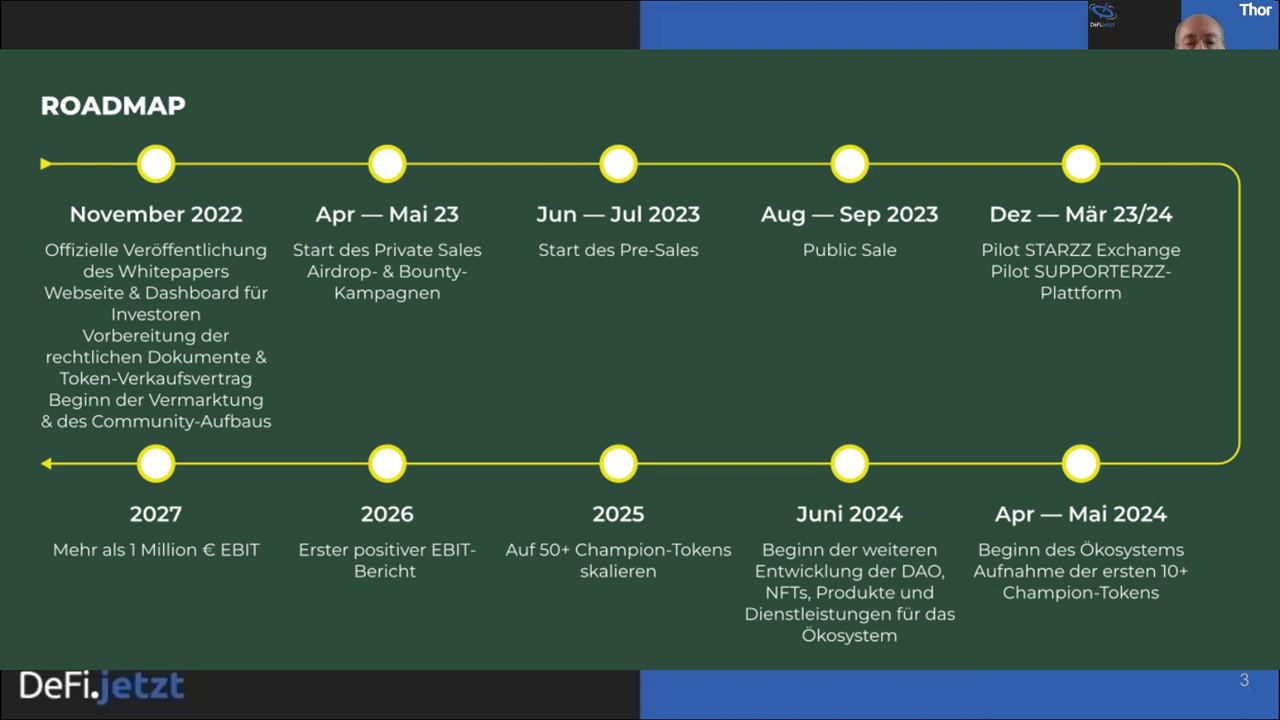 DeFi.jetzt
Thor
ROADMAP
November 2022
Offizielle Veröffentlichung
des Whitepapers
Webseite & Dashboard für
Investoren
Vorbereitung der
rechtlichen Dokumente &
Token-Verkaufsvertrag
Beginn der Vermarktung
& des Community-Aufbaus
Apr — Mai 23
Start des Private Sales
Airdrop- & Bounty-
Kampagnen
Jun — Jul 2023
Start des Pre-Sales
Aug — Sep 2023
Public Sale
Dez — Mär 23/24
Pilot STARZZ Exchange
Pilot SUPPORTERZZ-
Plattform
Apr — Mai 2024
Beginn des Ökosystems
Aufnahme der ersten 10+
Champion-Tokens
Juni 2024
Beginn der weiteren
Entwicklung der DAO,
NFTs, Produkte und
Dienstleistungen für das
Ökosystem
2025
Auf 50+ Champion-Tokens
skalieren
2026
Erster positiver EBIT-
Bericht
2027
Mehr als 1 Million € EBIT
DeFi.jetzt
3